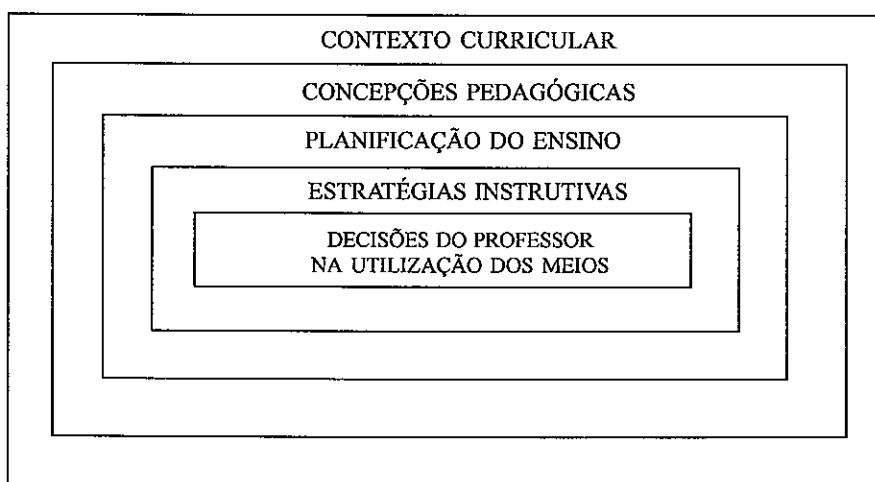 CONTEXTO CURRICULAR
CONCEPÇÕES PEDAGÓGICAS
PLANIFICAÇÃO DO ENSINO
ESTRATÉGIAS INSTRUTIVAS
DECISÕES DO PROFESSOR
NA UTILIZAÇÃO DOS MEIOS